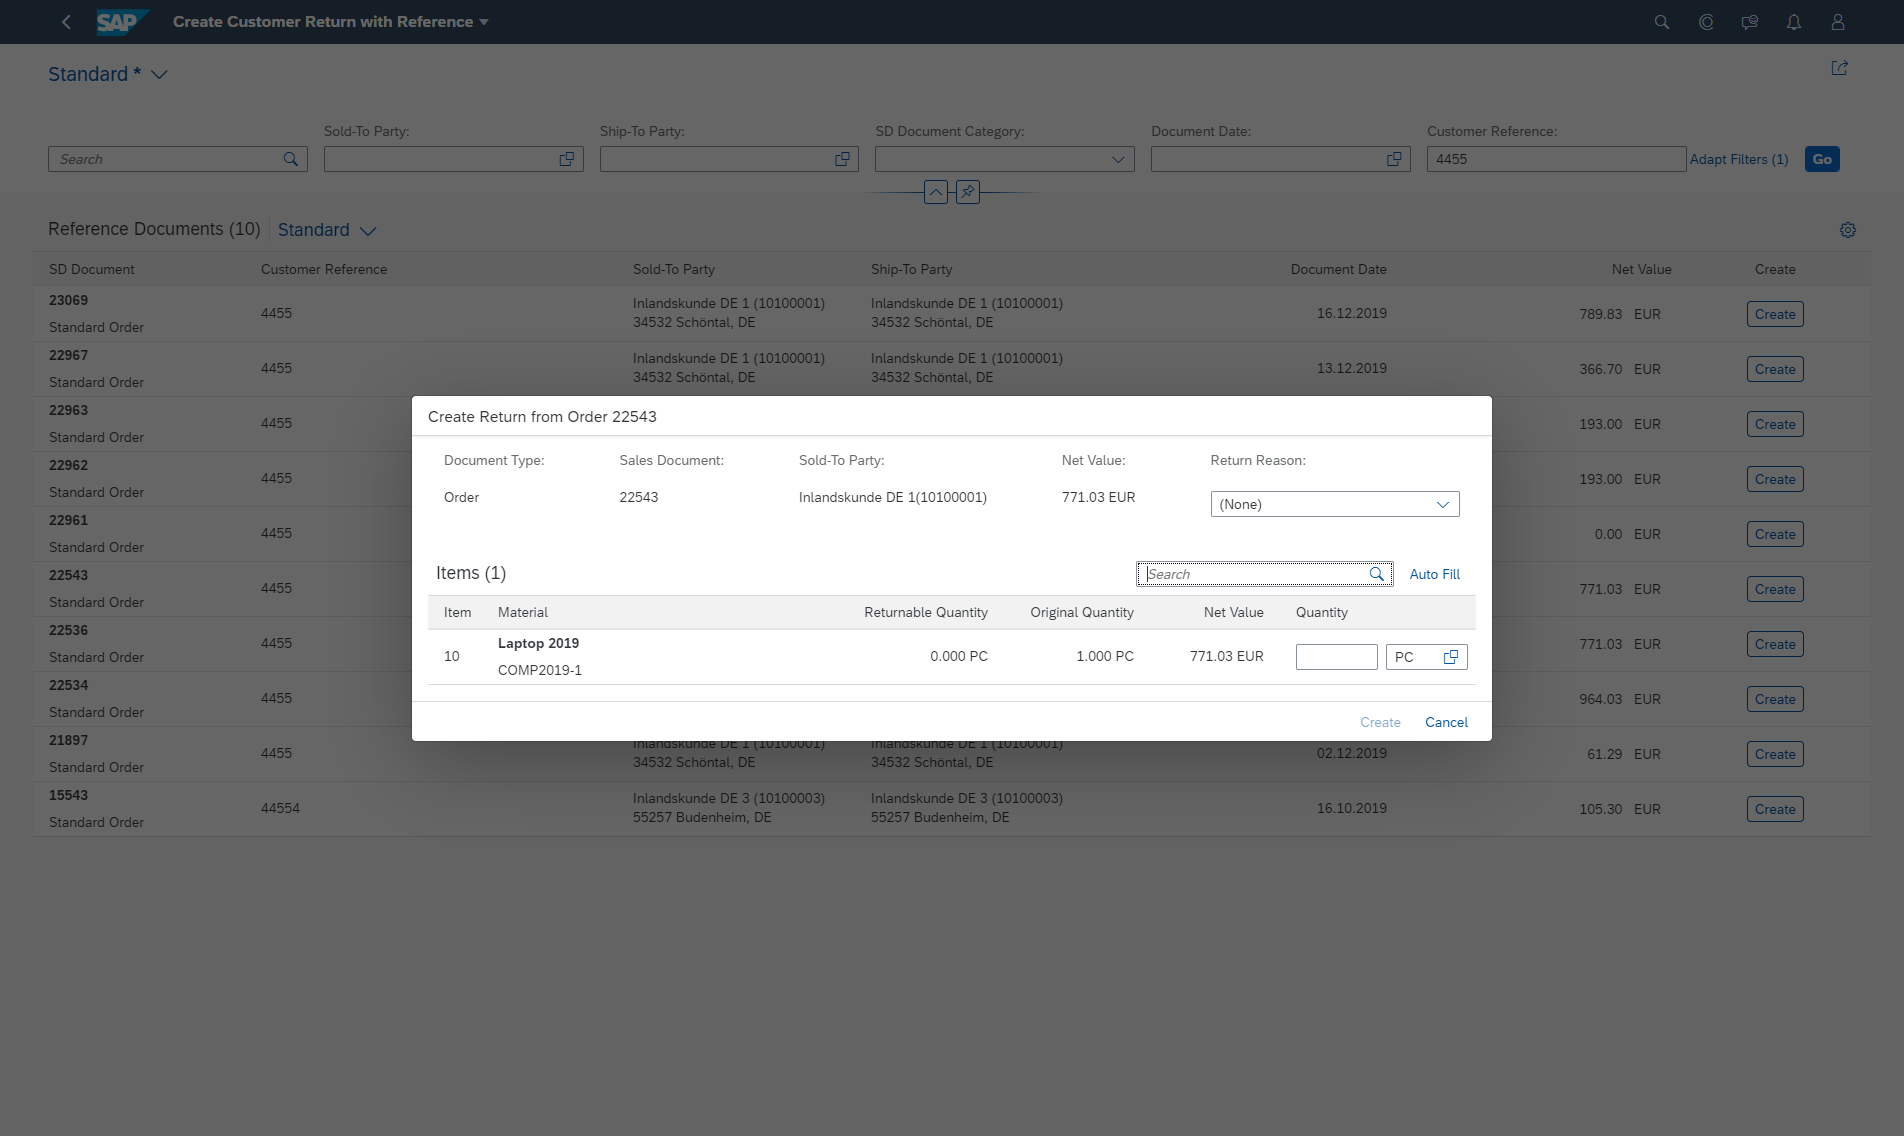 SAP Create Customer Return with Reference
Standard *
Sold-To Party: Ship-To Party: SD Document Category: Document Date: Customer Reference:
Search 4455 Adapt Filters (1) Go
Reference Documents (10) Standard
SD Document Customer Reference Sold-To Party Ship-To Party Document Date Net Value Create
23069 Standard Order 4455 Inlandskunde DE 1 (10100001) 34532 Schöntal, DE Inlandskunde DE 1 (10100001) 34532 Schöntal, DE 16.12.2019 789.83 EUR Create
22967 Standard Order 4455 Inlandskunde DE 1 (10100001) 34532 Schöntal, DE Inlandskunde DE 1 (10100001) 34532 Schöntal, DE 13.12.2019 366.70 EUR Create
22963 Standard Order 4455 193.00 EUR Create
22962 Standard Order 4455 193.00 EUR Create
22961 Standard Order 4455 0.00 EUR Create
22543 Standard Order 4455 771.03 EUR Create
22536 Standard Order 4455 771.03 EUR Create
22534 Standard Order 4455 964.03 EUR Create
21897 Standard Order 4455 Inlandskunde DE 1 (10100001) 34532 Schöntal, DE Inlandskunde DE 1 (10100001) 34532 Schöntal, DE 02.12.2019 61.29 EUR Create
15543 Standard Order 44554 Inlandskunde DE 3 (10100003) 55257 Budenheim, DE Inlandskunde DE 3 (10100003) 55257 Budenheim, DE 16.10.2019 105.30 EUR Create
Create Return from Order 22543
Document Type: Sales Document: Sold-To Party: Net Value: Return Reason:
Order 22543 Inlandskunde DE 1(10100001) 771.03 EUR (None)
Items (1) Search Auto Fill
Item Material Returnable Quantity Original Quantity Net Value Quantity
10 Laptop 2019 COMP2019-1 0.000 PC 1.000 PC 771.03 EUR PC
Create Cancel